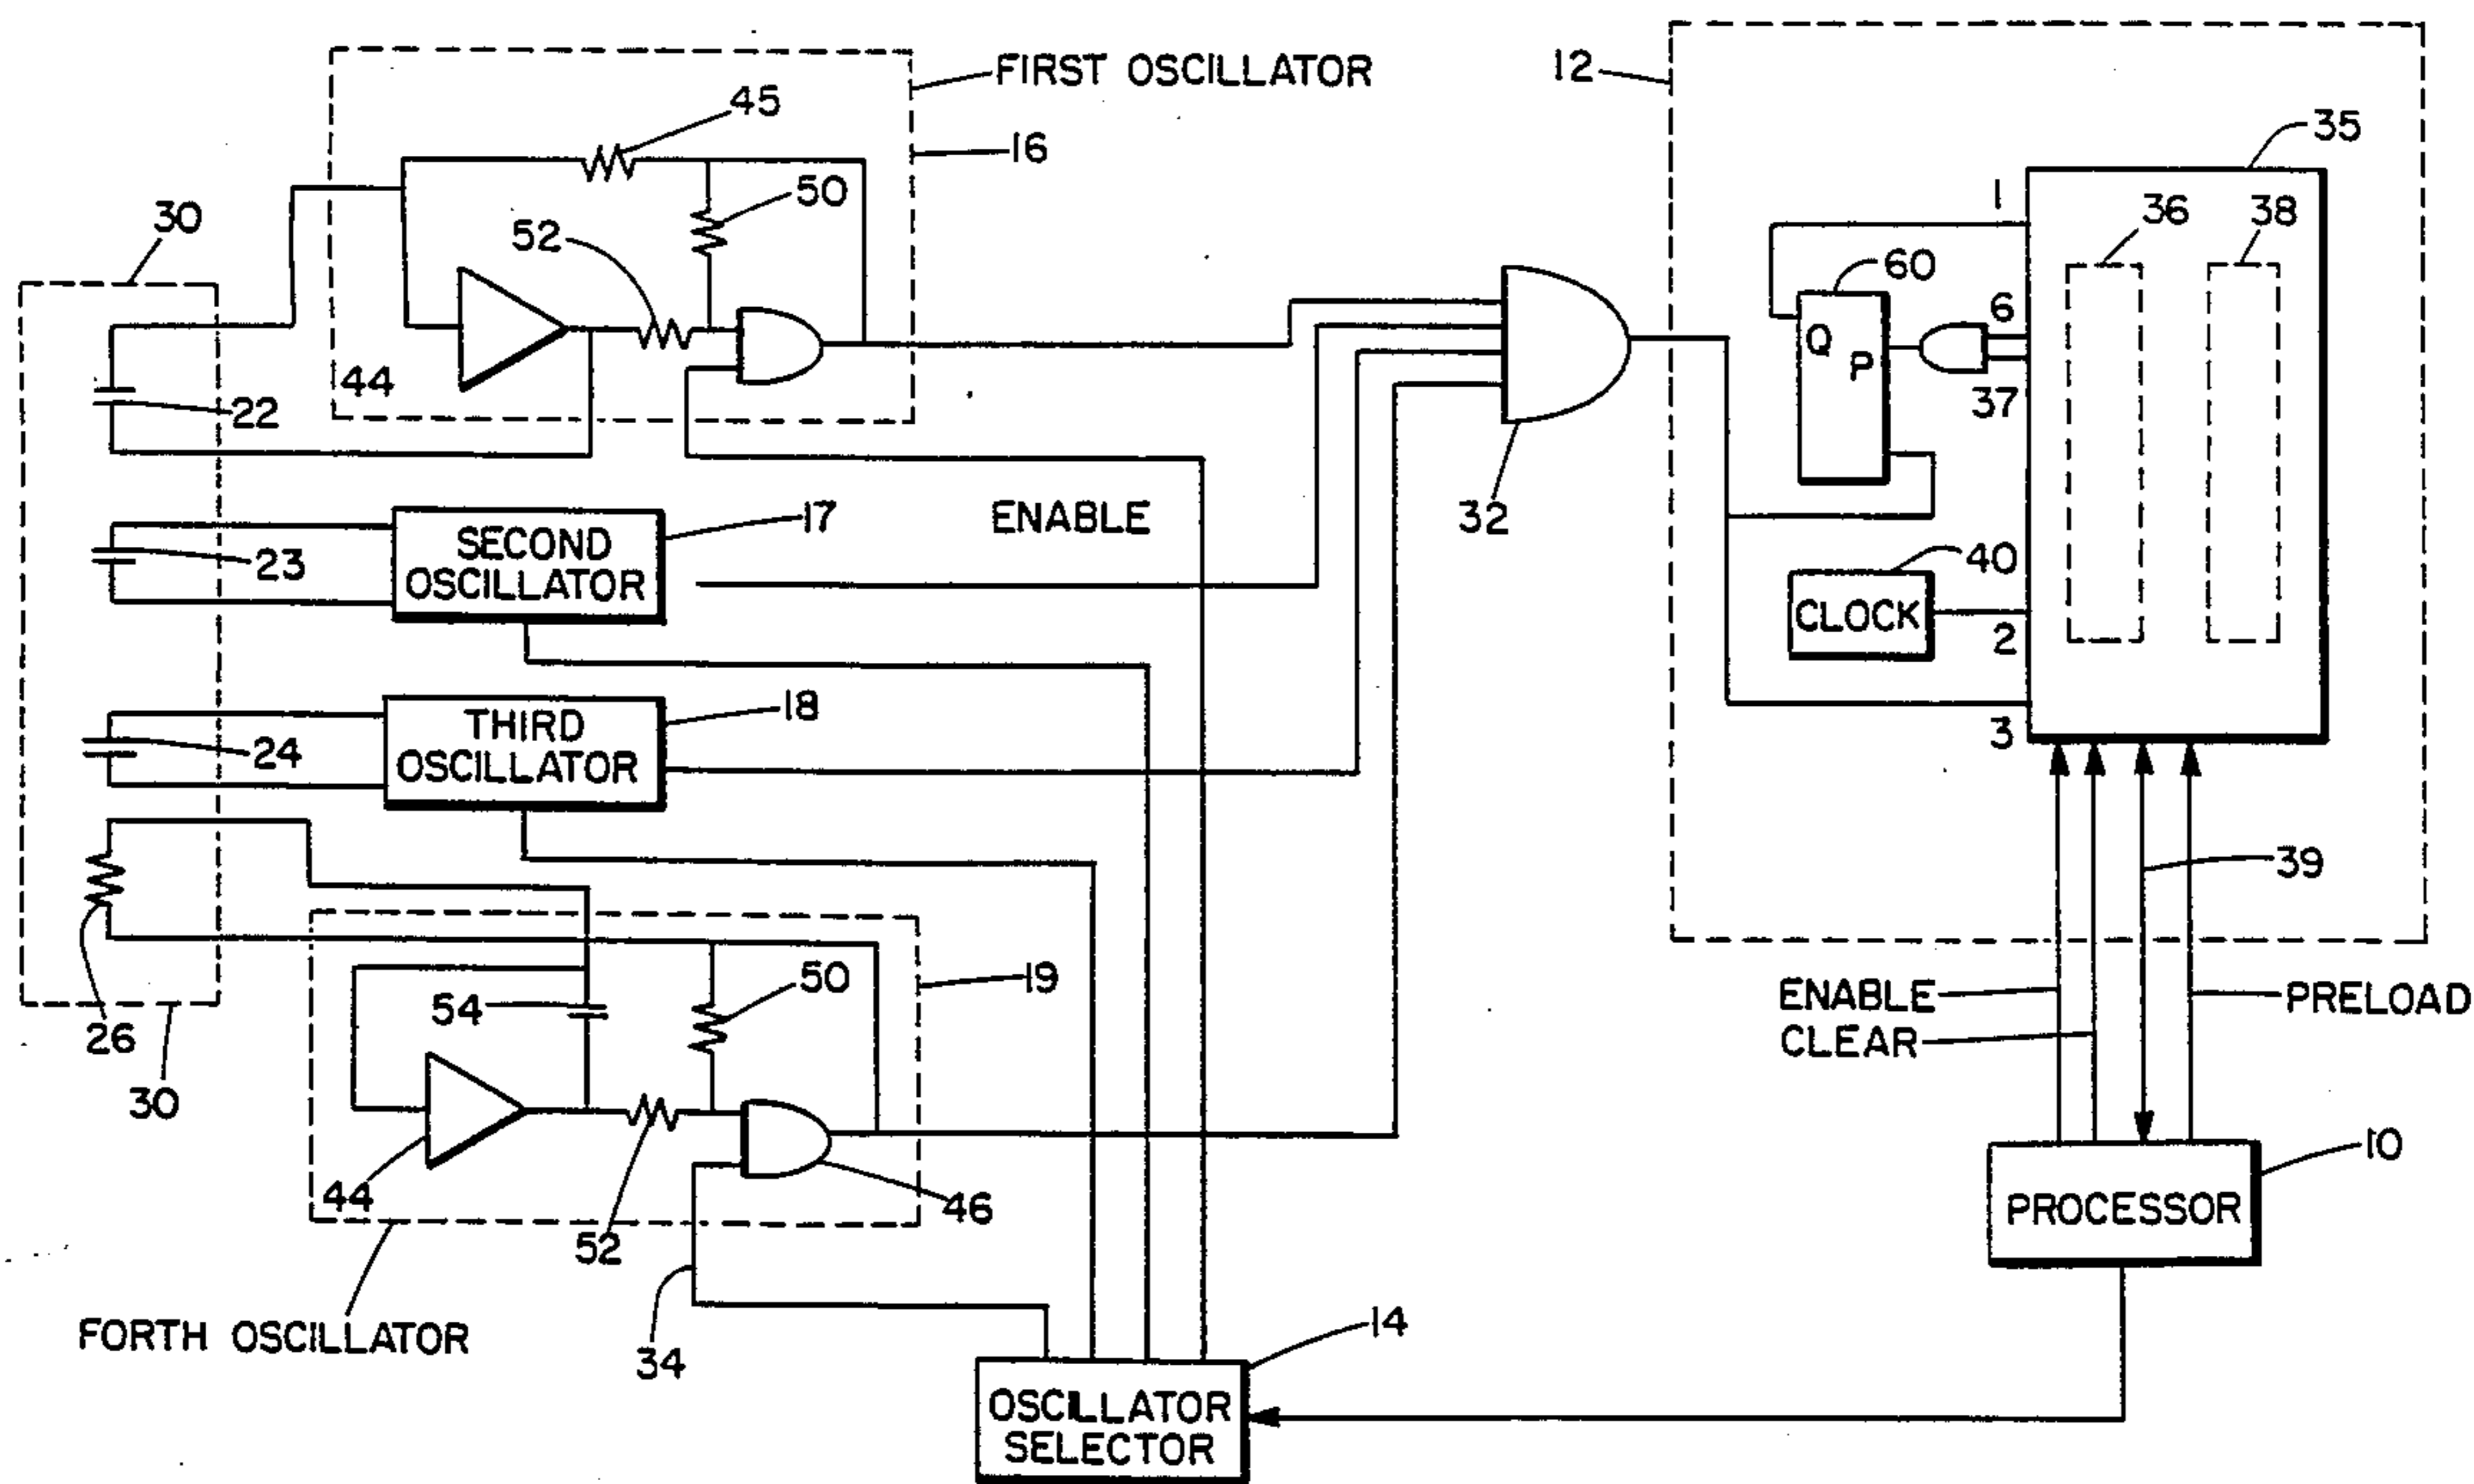 FIRST OSCILLATOR
12
45
35
16
50
1
36
38
30
52
60
6
Q
P
44
37
22
17
ENABLE
32
SECOND
OSCILLATOR
23
40
CLOCK
2
18
THIRD
OSCILLATOR
3
24
39
19
50
54
ENABLE
PRELOAD
26
CLEAR
30
10
44
46
PROCESSOR
52
14
FORTH OSCILLATOR
34
OSCILLATOR
SELECTOR